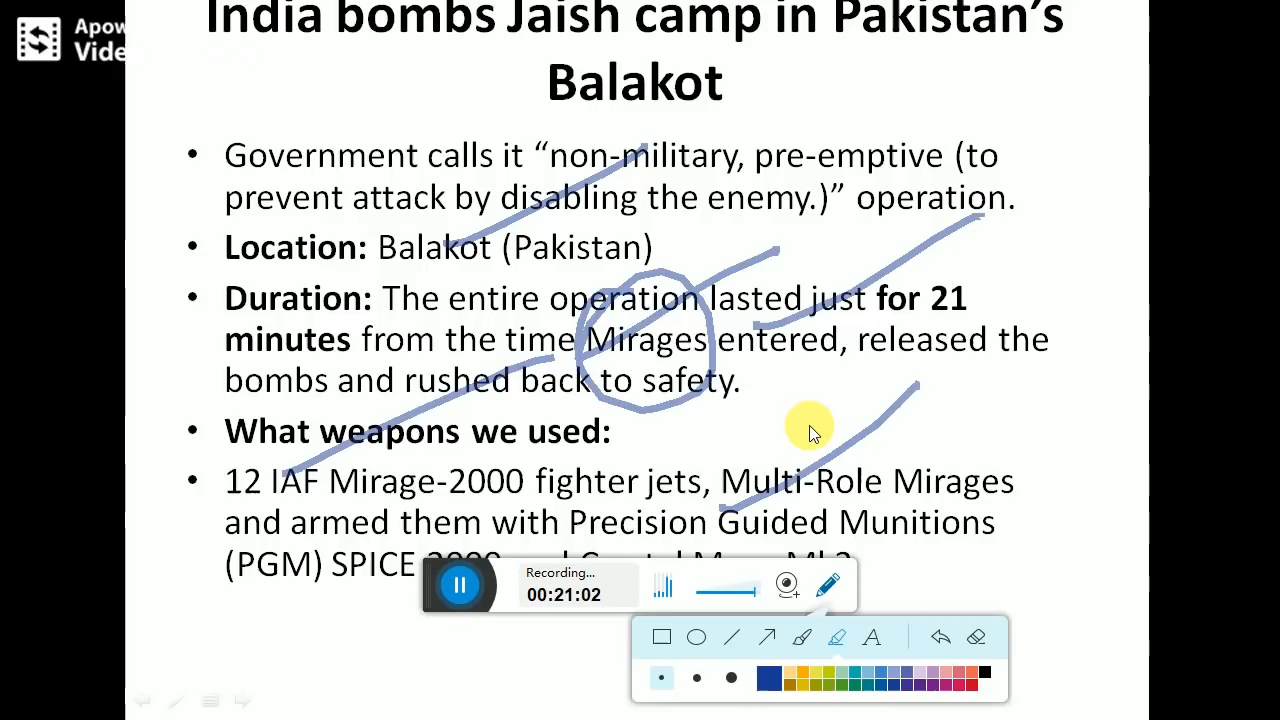 India bombs Jaish camp in Pakistan's
Balakot
Apow
Vide
• Government calls it “non-military, pre-emptive (to
prevent attack by disabling the enemy.)” operation.
• Location: Balakot (Pakistan)
• Duration: The entire operation lasted just for 21
minutes from the time Mirages entered, released the
bombs and rushed back to safety.
• What weapons we used:
• 12 IAF Mirage-2000 fighter jets, Multi-Role Mirages
and armed them with Precision Guided Munitions
(PGM) SPICE
Recording...
00:21:02
A